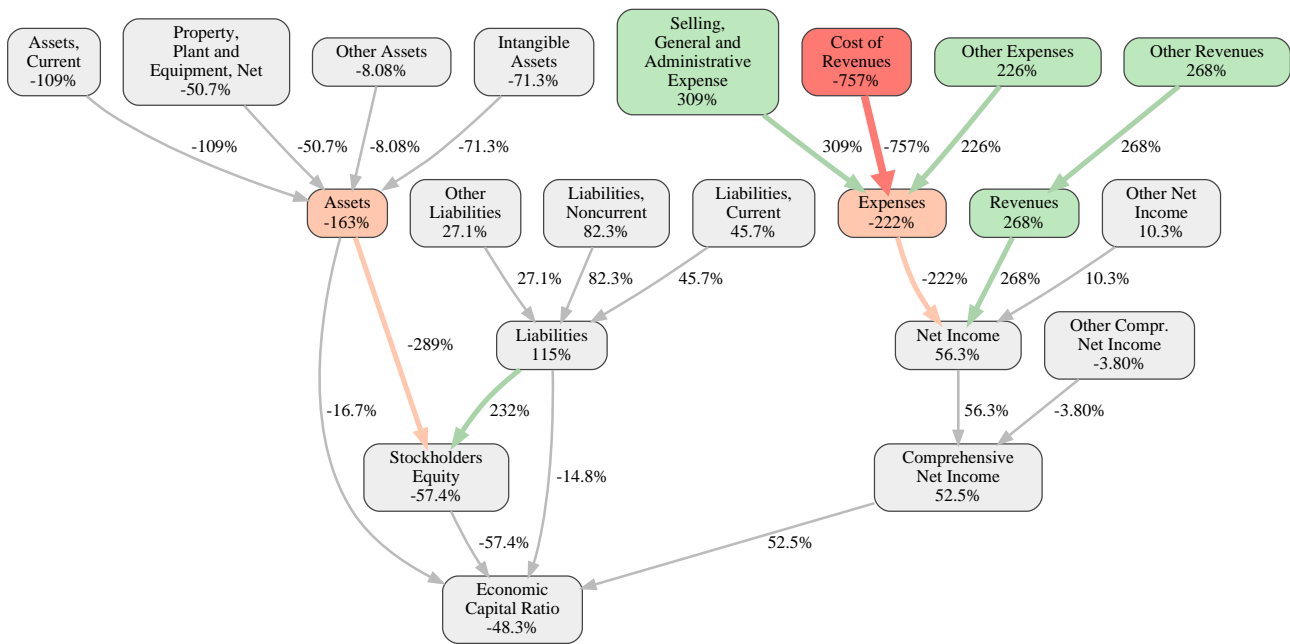 Assets,
Current
-109%
Property,
Plant and
Equipment, Net
-50.7%
Other Assets
-8.08%
Intangible
Assets
-71.3%
Selling,
General and
Administrative
Expense
309%
Cost of
Revenues
-757%
Other Expenses
226%
Other Revenues
268%
-109%
-50.7%
-8.08%
-71.3%
309%
-757%
226%
268%
Assets
-163%
Other
Liabilities
27.1%
Liabilities,
Noncurrent
82.3%
Liabilities,
Current
45.7%
Expenses
-222%
Revenues
268%
Other Net
Income
10.3%
27.1%
82.3%
45.7%
-222%
268%
10.3%
-289%
Liabilities
115%
Net Income
56.3%
Other Compr.
Net Income
-3.80%
-16.7%
232%
56.3%
-3.80%
Stockholders
Equity
-57.4%
-14.8%
Comprehensive
Net Income
52.5%
-57.4%
52.5%
Economic
Capital Ratio
-48.3%